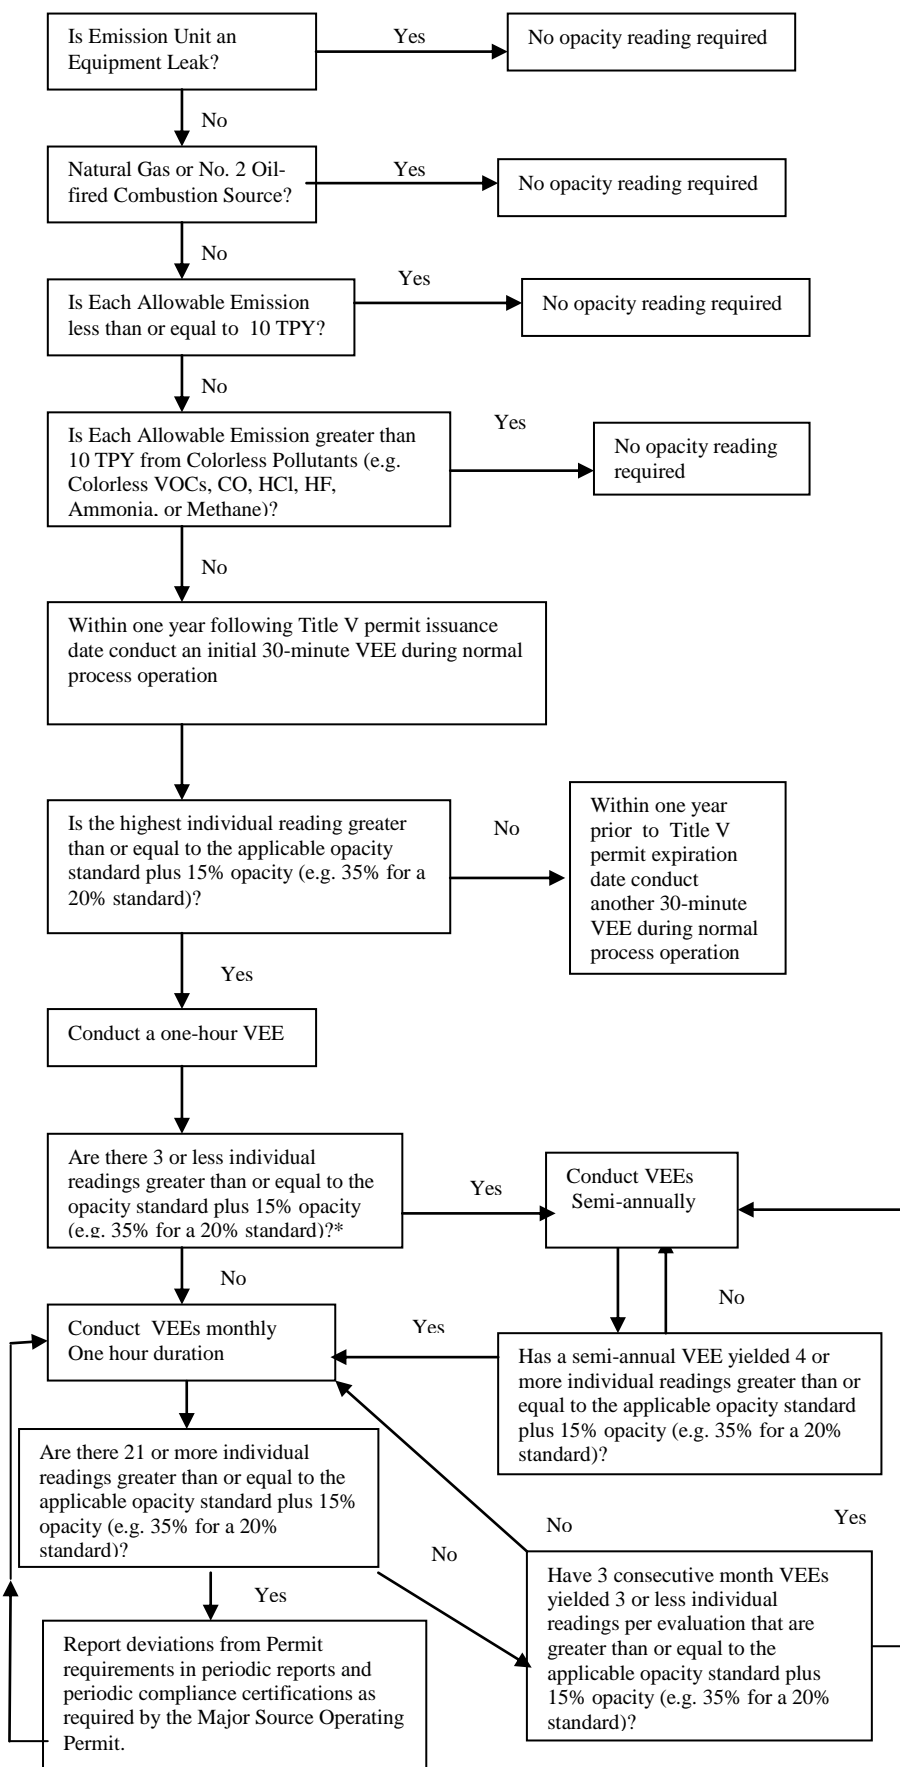 Is Emission Unit an
Equipment Leak?
Yes
No opacity reading required
No
Natural Gas or No. 2 Oil-
fired Combustion Source?
Yes
No opacity reading required
No
Is Each Allowable Emission
less than or equal to 10 TPY?
Yes
No opacity reading required
No
Is Each Allowable Emission greater than
10 TPY from Colorless Pollutants (e.g.
Colorless VOCs, CO, HCl, HF,
Ammonia, or Methane)?
Yes
No opacity reading
required
No
Within one year following Title V permit issuance
date conduct an initial 30-minute VEE during normal
process operation
Is the highest individual reading greater
than or equal to the applicable opacity
standard plus 15% opacity (e.g. 35% for a
20% standard)?
No
Within one year
prior to Title V
permit expiration
date conduct
another 30-minute
VEE during normal
process operation
Yes
Conduct a one-hour VEE
Are there 3 or less individual
readings greater than or equal to the
opacity standard plus 15% opacity
(e.g. 35% for a 20% standard)?*
Yes
Conduct VEEs
Semi-annually
No
No
Conduct VEEs monthly
One hour duration
Yes
Has a semi-annual VEE yielded 4 or
more individual readings greater than or
equal to the applicable opacity standard
plus 15% opacity (e.g. 35% for a 20%
standard)?
Are there 21 or more individual
readings greater than or equal to the
applicable opacity standard plus 15%
opacity (e.g. 35% for a 20%
standard)?
No
No
Yes
Have 3 consecutive month VEEs
yielded 3 or less individual
readings per evaluation that are
greater than or equal to the
applicable opacity standard plus
15% opacity (e.g. 35% for a 20%
standard)?
Yes
Report deviations from Permit
requirements in periodic reports and
periodic compliance certifications as
required by the Major Source Operating
Permit.